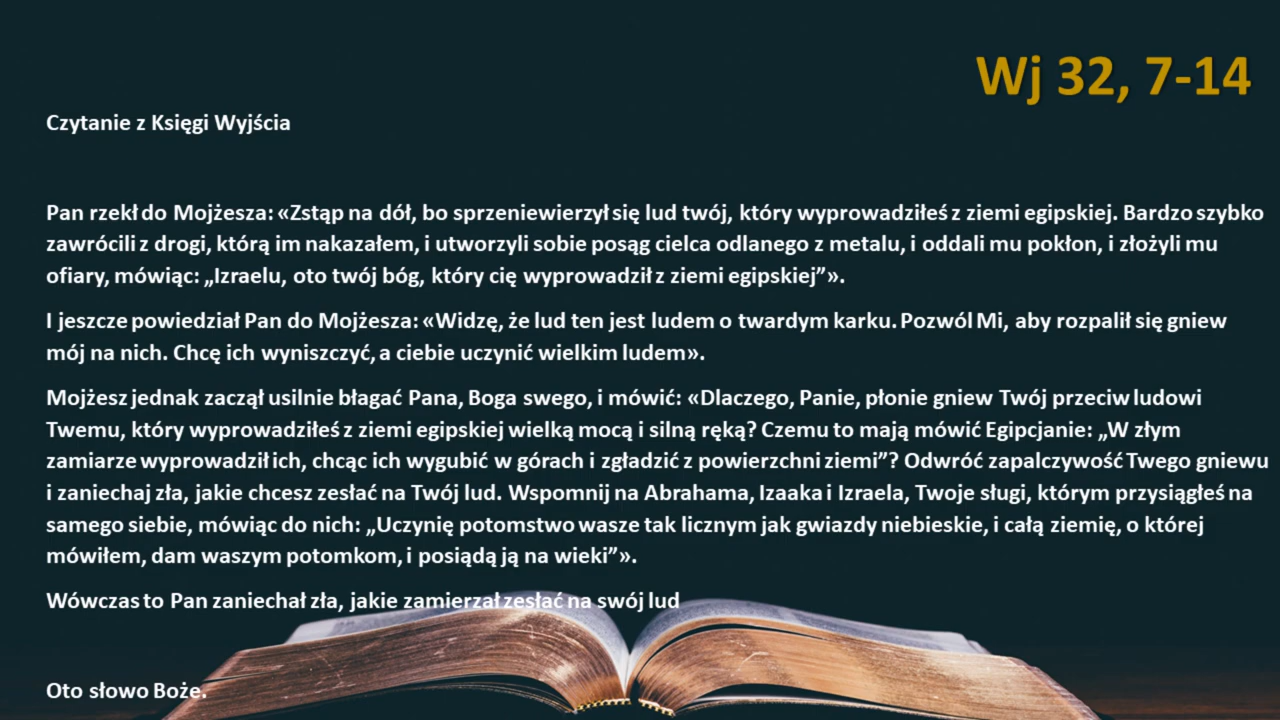 Wj 32, 7-14
Czytanie z Księgi Wyjścia
Pan rzekł do Mojżesza: «Zstąp na dół, bo sprzeniewierzył się lud twój, który wyprowadziłeś z ziemi egipskiej. Bardzo szybko
zawrócili z drogi, którą im nakazałem, i utworzyli sobie posąg cielca odlanego z metalu, i oddali mu pokłon, i złożyli mu
ofiary, mówiąc: „Izraelu, oto twój bóg, który cię wyprowadził z ziemi egipskiej”».
I jeszcze powiedział Pan do Mojżesza: «Widzę, że lud ten jest ludem o twardym karku. Pozwól Mi, aby rozpalił się gniew
mój na nich. Chcę ich wyniszczyć, a ciebie uczynić wielkim ludem».
Mojżesz jednak zaczął usilnie błagać Pana, Boga swego, i mówić: «Dlaczego, Panie, płonie gniew Twój przeciw ludowi
Twemu, który wyprowadziłeś z ziemi egipskiej wielką mocą i silną ręką? Czemu to mają mówić Egipcjanie: „W złym
zamiarze wyprowadził ich, chcąc ich wygubić w górach i zgładzić z powierzchni ziemi”? Odwróć zapalczywość Twego gniewu
i zaniechaj zła, jakie chcesz zesłać na Twój lud. Wspomnij na Abrahama, Izaaka i Izraela, Twoje sługi, którym przysiągłeś na
samego siebie, mówiąc do nich: „Uczynię potomstwo wasze tak licznym jak gwiazdy niebieskie, i całą ziemię, o której
mówiłem, dam waszym potomkom, i posiądą ją na wieki”».
Wówczas to Pan zaniechał zła, jakie zamierzał zesłać na swój lud
Oto słowo Boże.